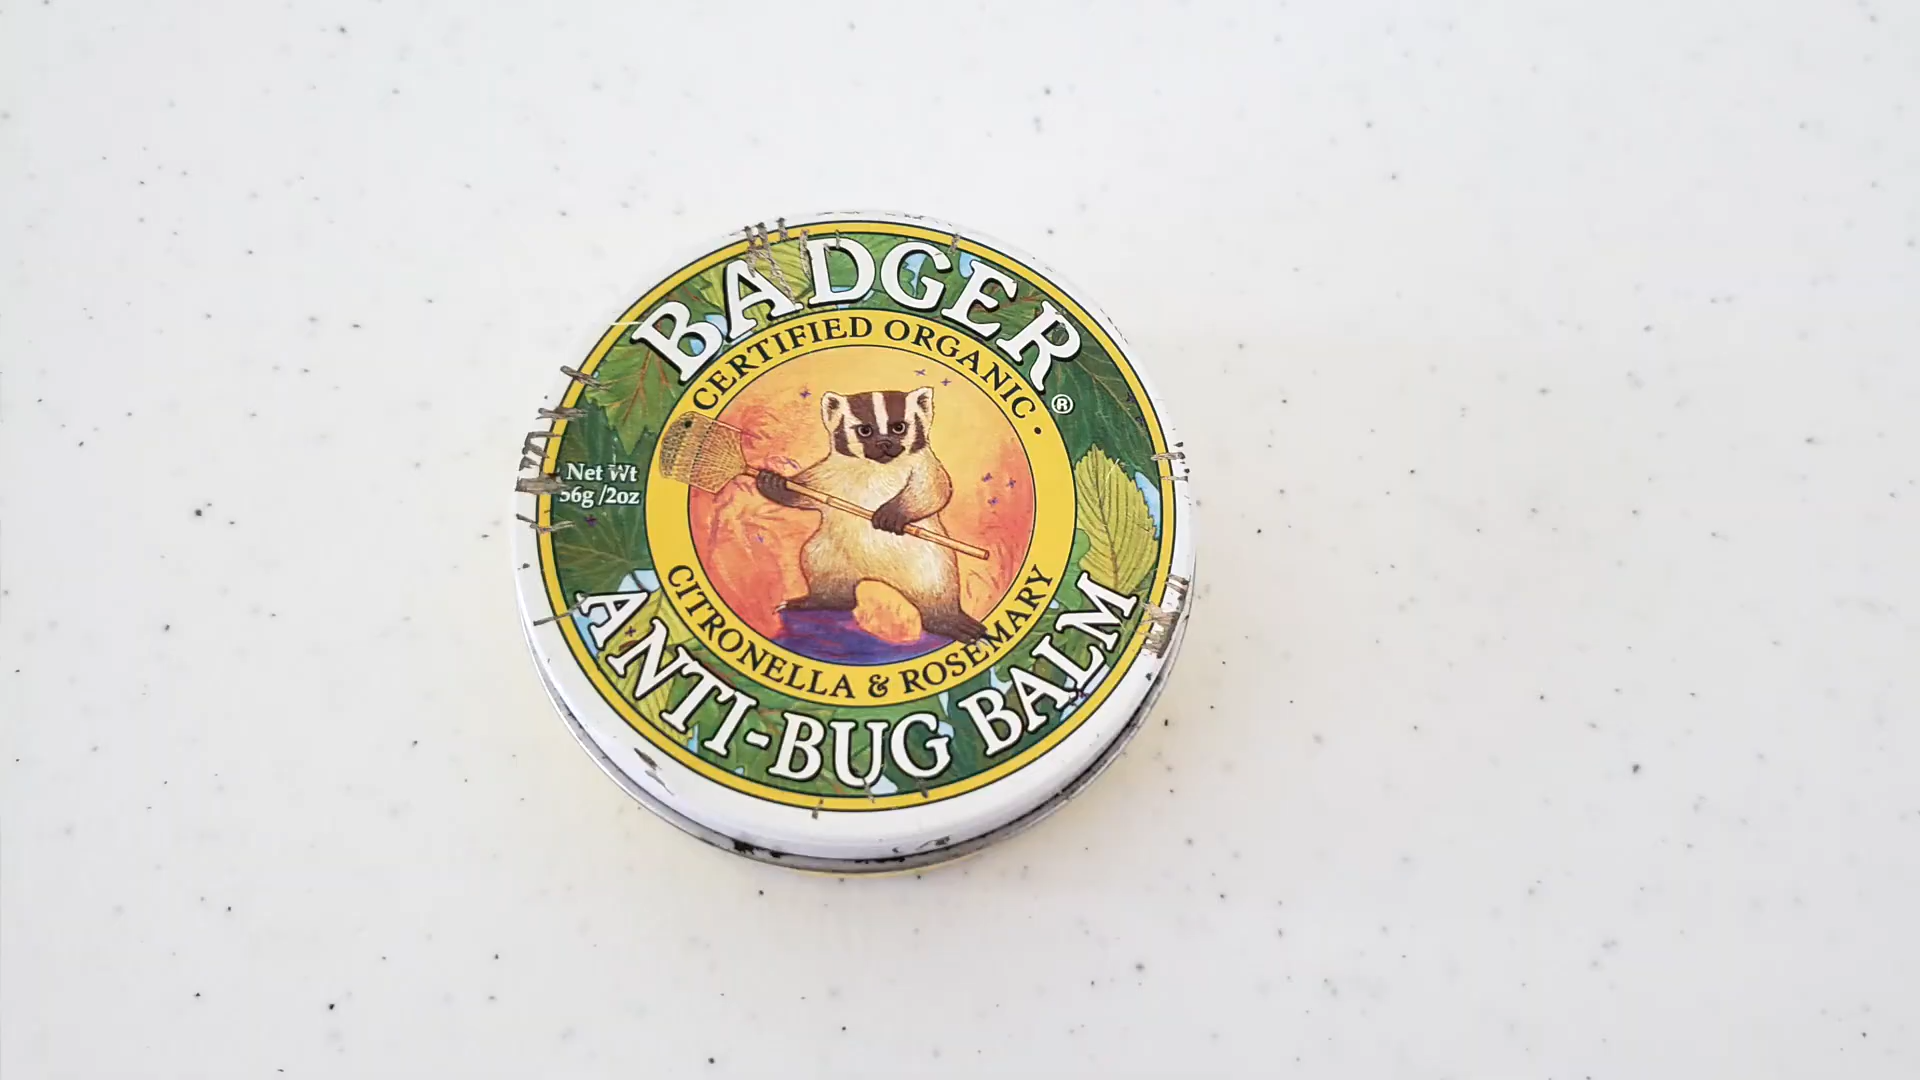 BADGER®
CERTIFIED ORGANIC •
Net Wt
56g /2oz
CITRONELLA & ROSEMARY
ANTI-BUG BALM